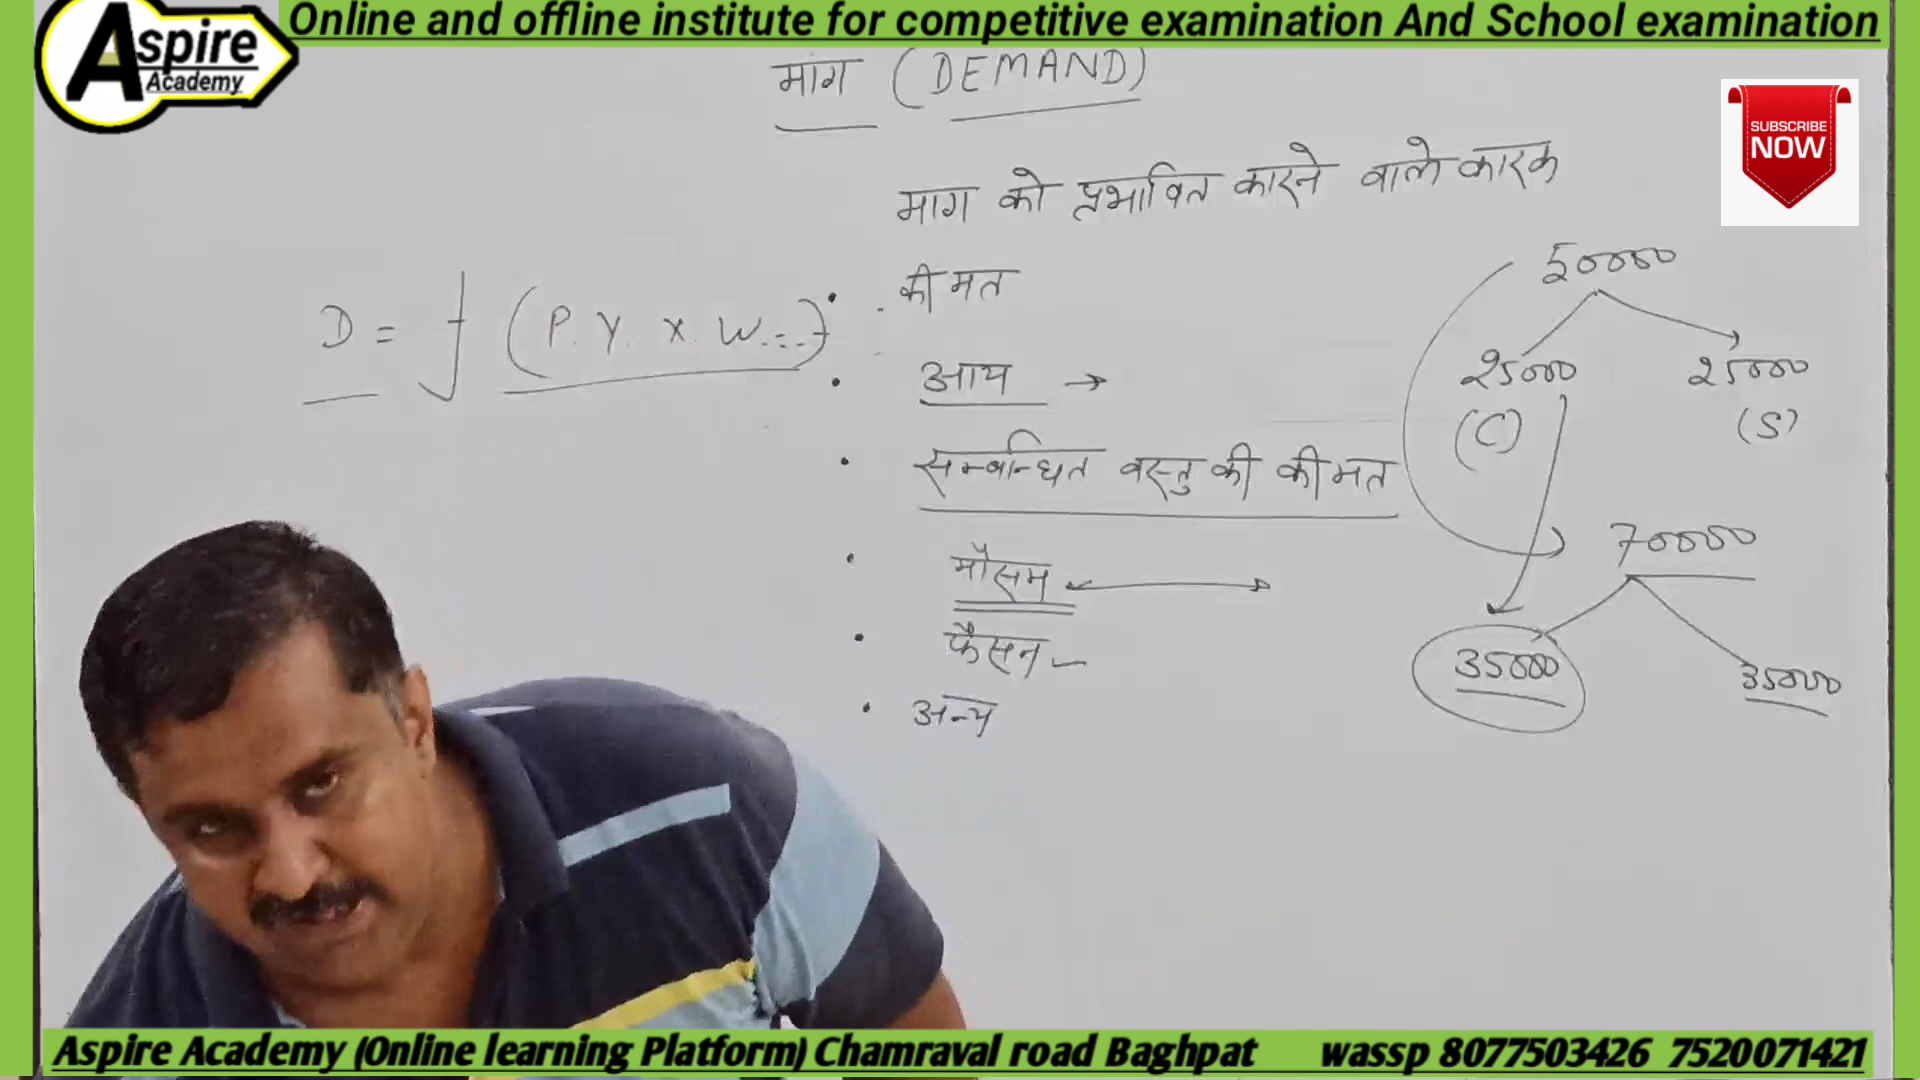 Online and offline institute for competitive examination And School examination
Aspire
Academy
मांग (DEMAND)
SUBSCRIBE
NOW
माग को प्रभावित कारने वाले कारक
D = f (P. Y. X. W....)
• कीमत
• आय →
• सम्बन्धित वस्तु की कीमत
• मौसम
• फैसन -
• अन्य
50000
25000 25000
(C) (S)
70000
35000 35000
Aspire Academy (Online learning Platform) Chamraval road Baghpat wassp 8077503426 7520071421